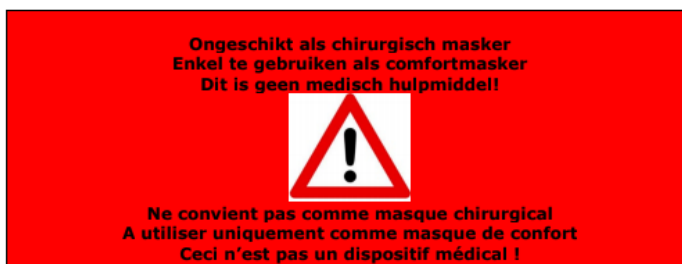 Ongeschikt als chirurgisch masker
Enkel te gebruiken als comfortmasker
Dit is geen medisch hulpmiddel!
Ne convient pas comme masque chirurgical
A utiliser uniquement comme masque de confort
Ceci n’est pas un dispositif médical !